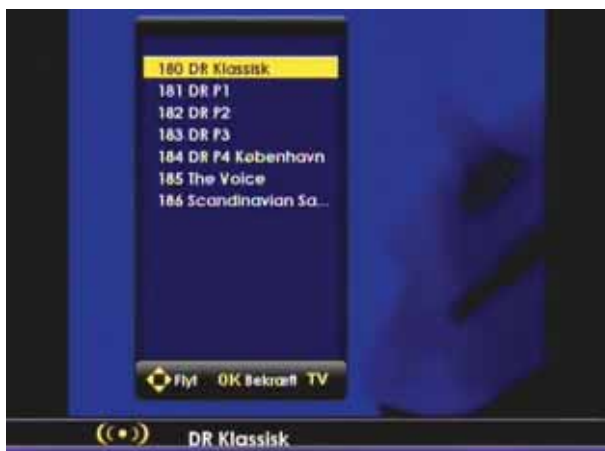 180 DR Klassisk
181 DR P1
182 DR P2
183 DR P3
184 DR P4 København
185 The Voice
186 Scandinavian Sa...
Flyt OK Bekræft TV
DR Klassisk